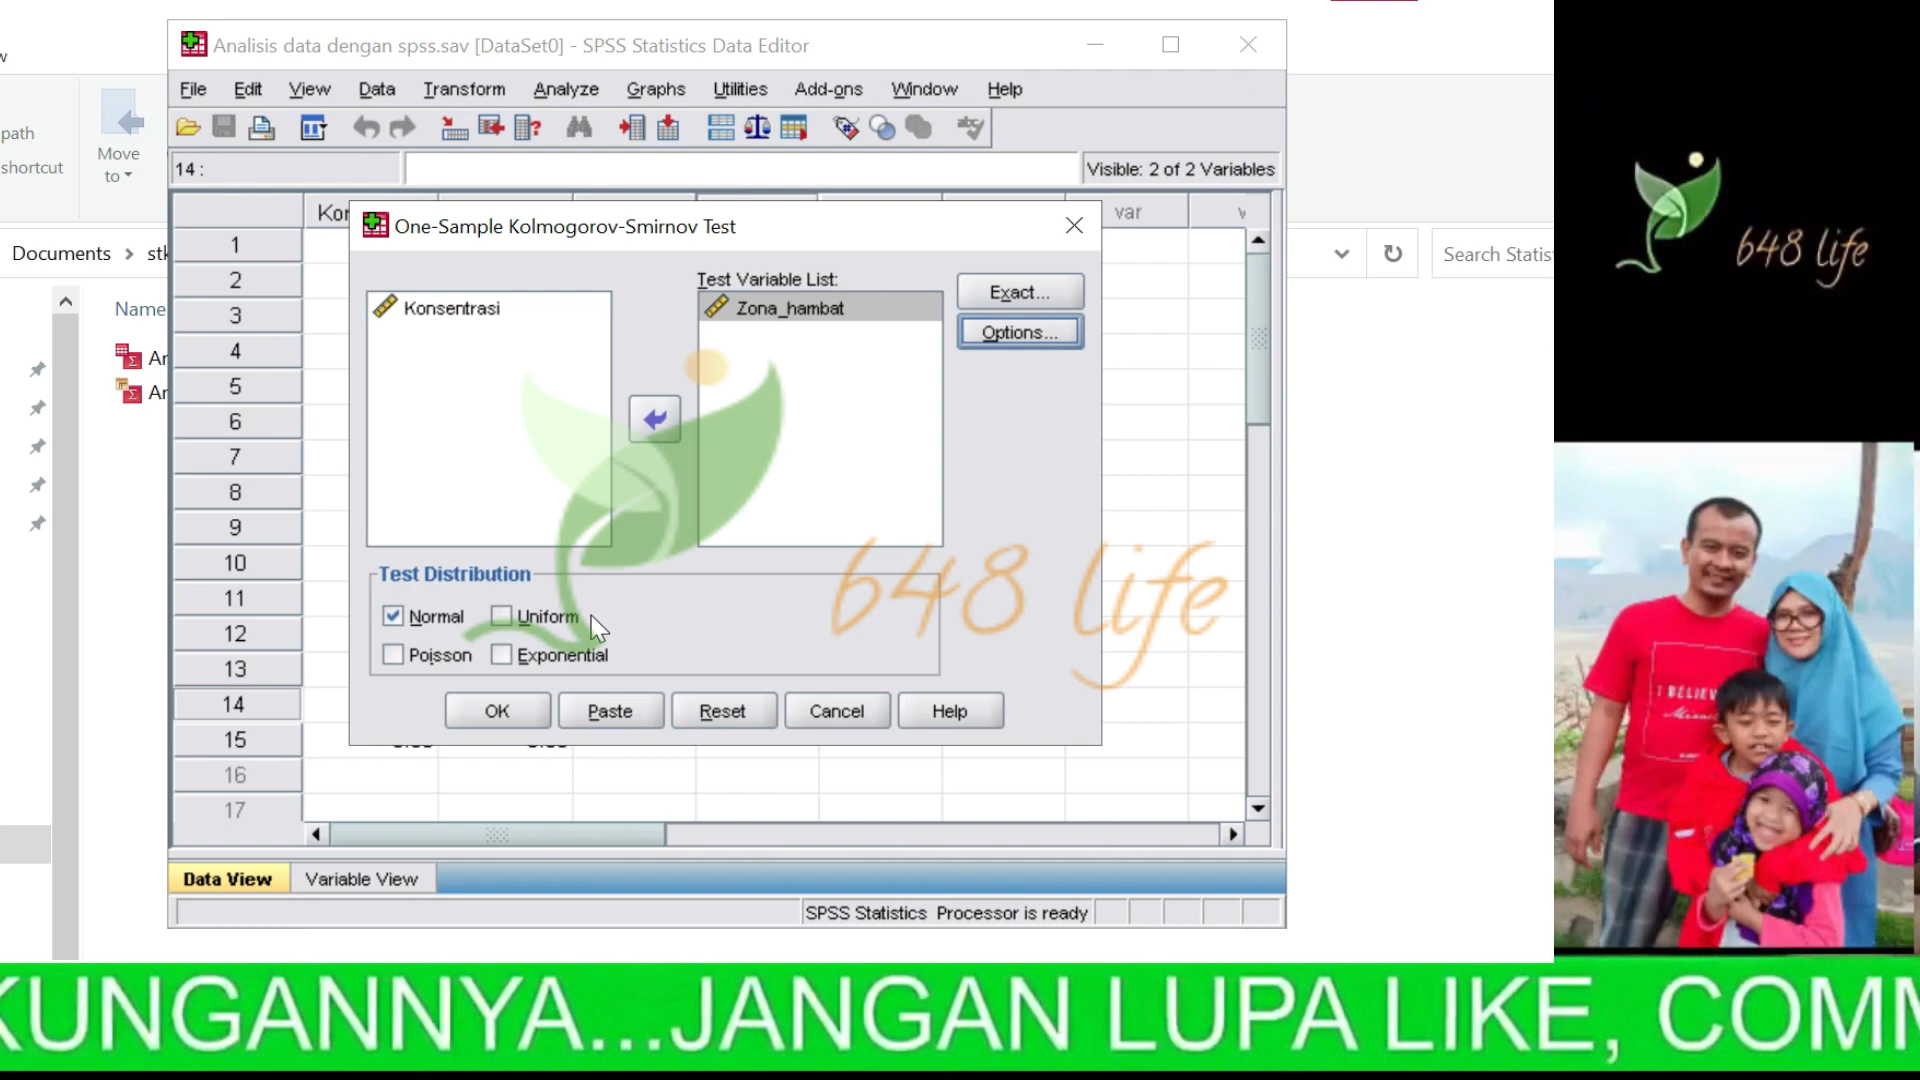 Analisis data dengan spss.sav [DataSet0] - SPSS Statistics Data Editor
File Edit View Data Transform Analyze Graphs Utilities Add-ons Window Help
path
shortcut
Move
to
14 :
Visible: 2 of 2 Variables
Kor
var
v
Documents
stk
Search Statis
Name
Ar
Ar
One-Sample Kolmogorov-Smirnov Test
Test Variable List:
Konsentrasi
Zona_hambat
Exact...
Options...
Test Distribution
Normal
Uniform
Poisson
Exponential
OK
Paste
Reset
Cancel
Help
1
2
3
4
5
6
7
8
9
10
11
12
13
14
15
16
17
Data View
Variable View
SPSS Statistics Processor is ready
648 life
648 life
I BELIEV
KUNGANNYA...JANGAN LUPA LIKE, COMM